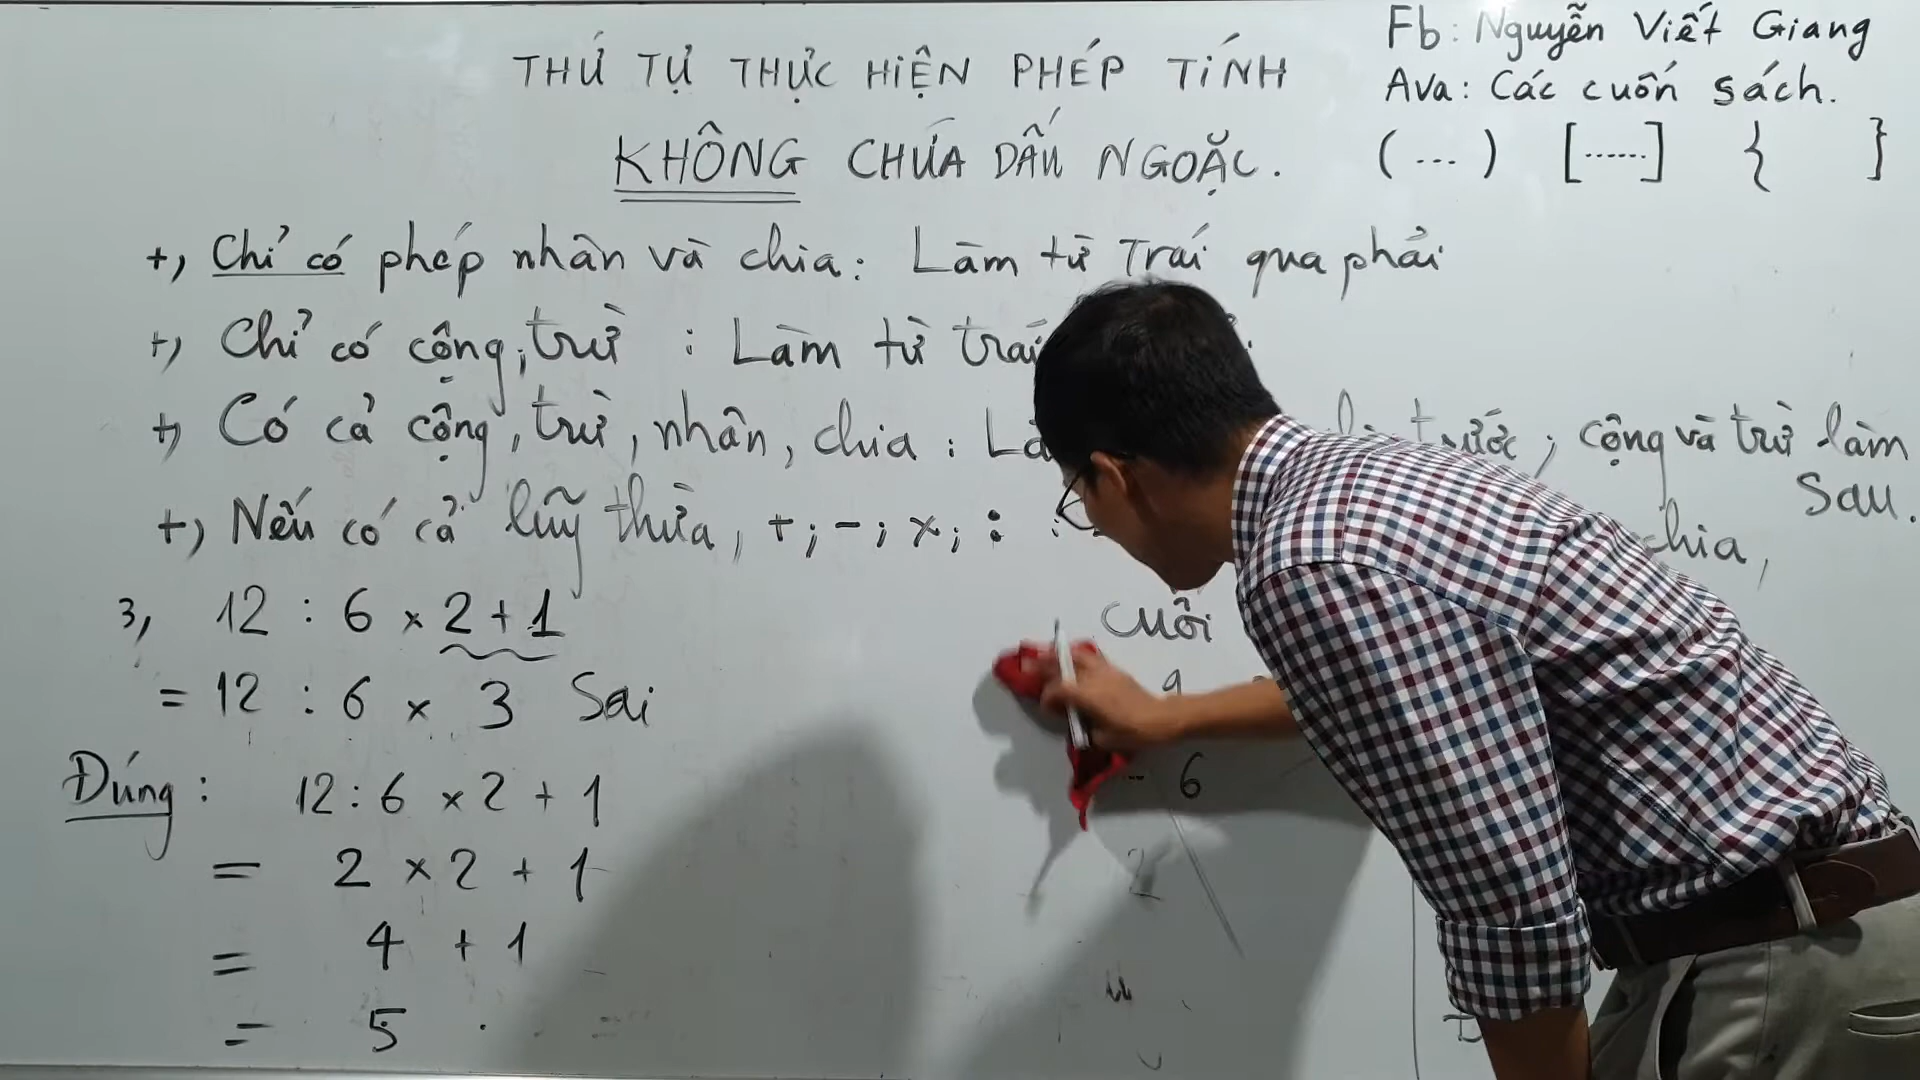 THỨ TỰ THỰC HIỆN PHÉP TÍNH
KHÔNG CHỨA DẤU NGOẶC.
Fb: Nguyễn Viết Giang
Ava: Các cuốn sách.
(...) [......] { }
+) Chỉ có phép nhân và chia: Làm từ Trái qua phải
+) Chỉ có cộng, trừ : Làm từ trái
+) Có cả cộng, trừ, nhân, chia : trước; cộng và trừ làm
sau.
+) Nếu có cả lũy thừa, +; -; x; : chia,
cuối
3, 12 : 6 x 2 + 1
= 12 : 6 x 3 Sai
Đúng: 12 : 6 x 2 + 1
= 2 x 2 + 1
= 4 + 1
= 5
6
2